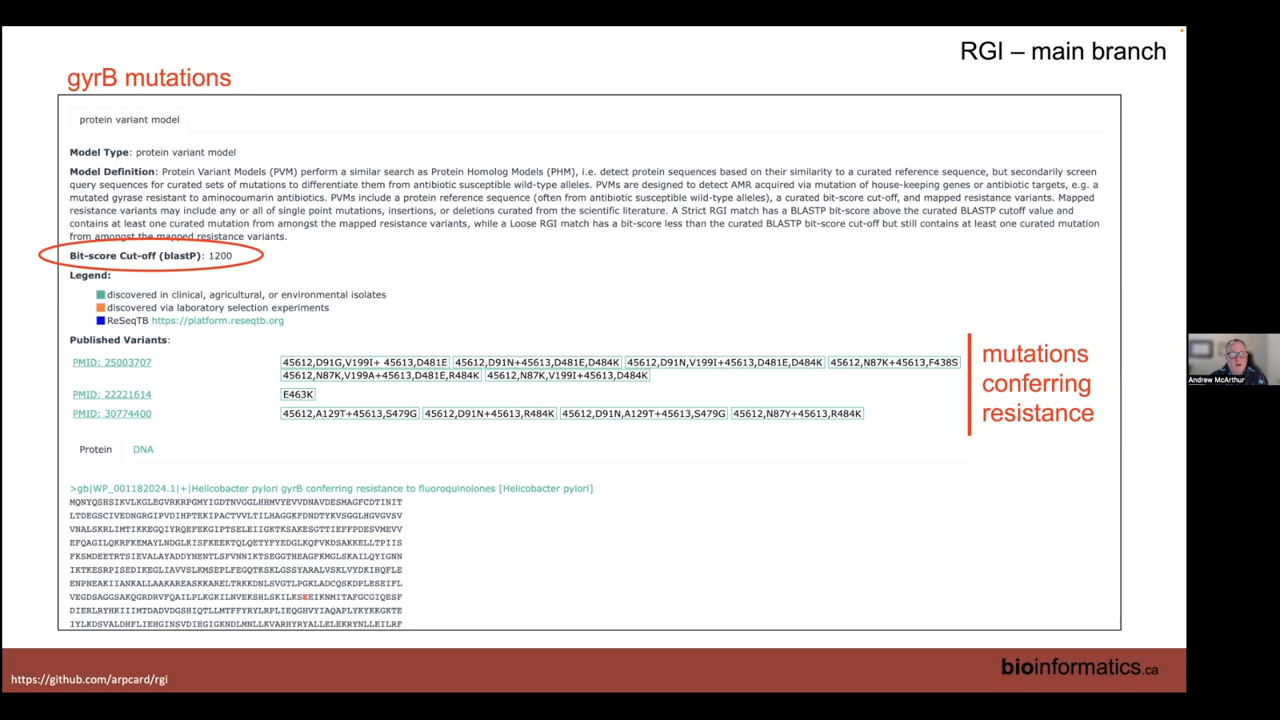 RGI – main branch
gyrB mutations
protein variant model
Model Type: protein variant model
Model Definition: Protein Variant Models (PVM) perform a similar search as Protein Homolog Models (PHM), i.e. detect protein sequences based on their similarity to a curated reference sequence, but secondarily screen
query sequences for curated sets of mutations to differentiate them from antibiotic susceptible wild-type alleles. PVMs are designed to detect AMR acquired via mutation of house-keeping genes or antibiotic targets, e.g. a
mutated gyrase resistant to aminocoumarin antibiotics. PVMs include a protein reference sequence (often from antibiotic susceptible wild-type alleles), a curated bit-score cut-off, and mapped resistance variants. Mapped
resistance variants may include any or all of single point mutations, insertions, or deletions curated from the scientific literature. A Strict RGI match has a BLASTP bit-score above the curated BLASTP cutoff value and
contains at least one curated mutation from amongst the mapped resistance variants, while a Loose RGI match has a bit-score less than the curated BLASTP bit-score cut-off but still contains at least one curated mutation
from amongst the mapped resistance variants.
Bit-score Cut-off (blastP): 1200
Legend:
discovered in clinical, agricultural, or environmental isolates
discovered via laboratory selection experiments
ReSeqTB https://platform.reseqtb.org
Published Variants:
PMID: 25003707 45612,D91G,V199I+ 45613,D481E 45612,D91N+45613,D481E,D484K 45612,D91N,V199I+45613,D481E,D484K 45612,N87K+45613,F438S
45612,N87K,V199A+45613,D481E,R484K 45612,N87K,V199I+45613,D484K
PMID: 22221614 E463K
PMID: 30774400 45612,A129T+45613,S479G 45612,D91N+45613,R484K 45612,D91N,A129T+45613,S479G 45612,N87Y+45613,R484K
mutations
conferring
resistance
Protein DNA
>gb|WP_001182024.1|+|Helicobacter pylori gyrB conferring resistance to fluoroquinolones [Helicobacter pylori]
MQNYQSHSIKVLKGLEGVRKRPGMYIGDTNVGGLHHMVYEVVDNAVDESMAGFCDTINIT
LTDEGSCIVEDNGRGIPVDIHPTEKIPACTVVLTILHAGGKFDNDTYKVSGGLHGVGVSV
VNALSKRLIMTIKKEGQIYRQEFEKGIPTSELEIIGKTKSAKESGTTIEFFPDESVMEVV
EFQAGILQKRFKEMAYLNDGLKISFKEEKTQLQETYFYEDGLKQFVKDSAKKELLTPIIS
FKSMDEETRTSIEVALAYADDYNENTLSFVNNIKTSEGGTHEAGFKMGLSKAILQYIGNN
IKTKESRPISEDIKEGLIAVVSLKMSEPLFEGQTKSKLGSSYARALVSKLVYDKIHQFLE
ENPNEAKIIANKALLAAKAREASKKARELTRKKDNLSVGTLPGKLADCQSKDPLESEIFL
VEGDSAGGSAKQGRDRVFQAILPLKGKILNVEKSHLSKILKSEEIKNMITAFGCGIQESF
DIERLRYHKIIIMTDADVDGSHIQTLLMTFFYRYLRPLIEQGHVYIAQAPLYKYKKGKTE
IYLKDSVALDHFLIEHGINSVDIEGIGKNDLMNLLKVARHYRYALLELEKRYNLLEILRF
Andrew McArthur
https://github.com/arpcard/rgi
bioinformatics.ca